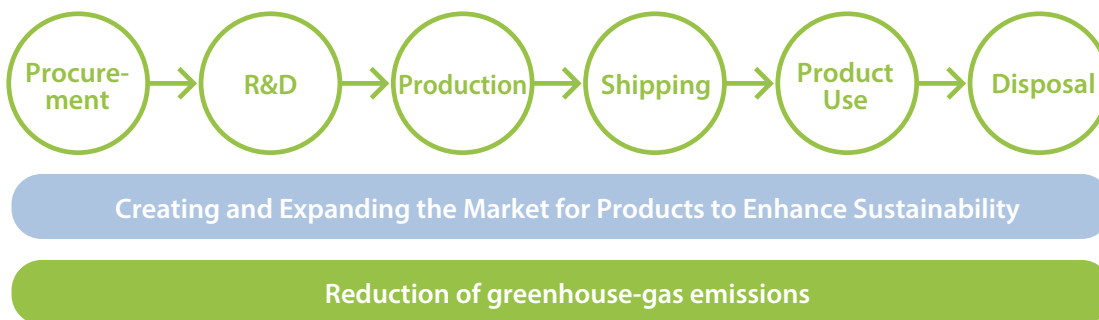 Procure-
ment
R&D
Production
Shipping
Product
Use
Disposal
Creating and Expanding the Market for Products to Enhance Sustainability
Reduction of greenhouse-gas emissions